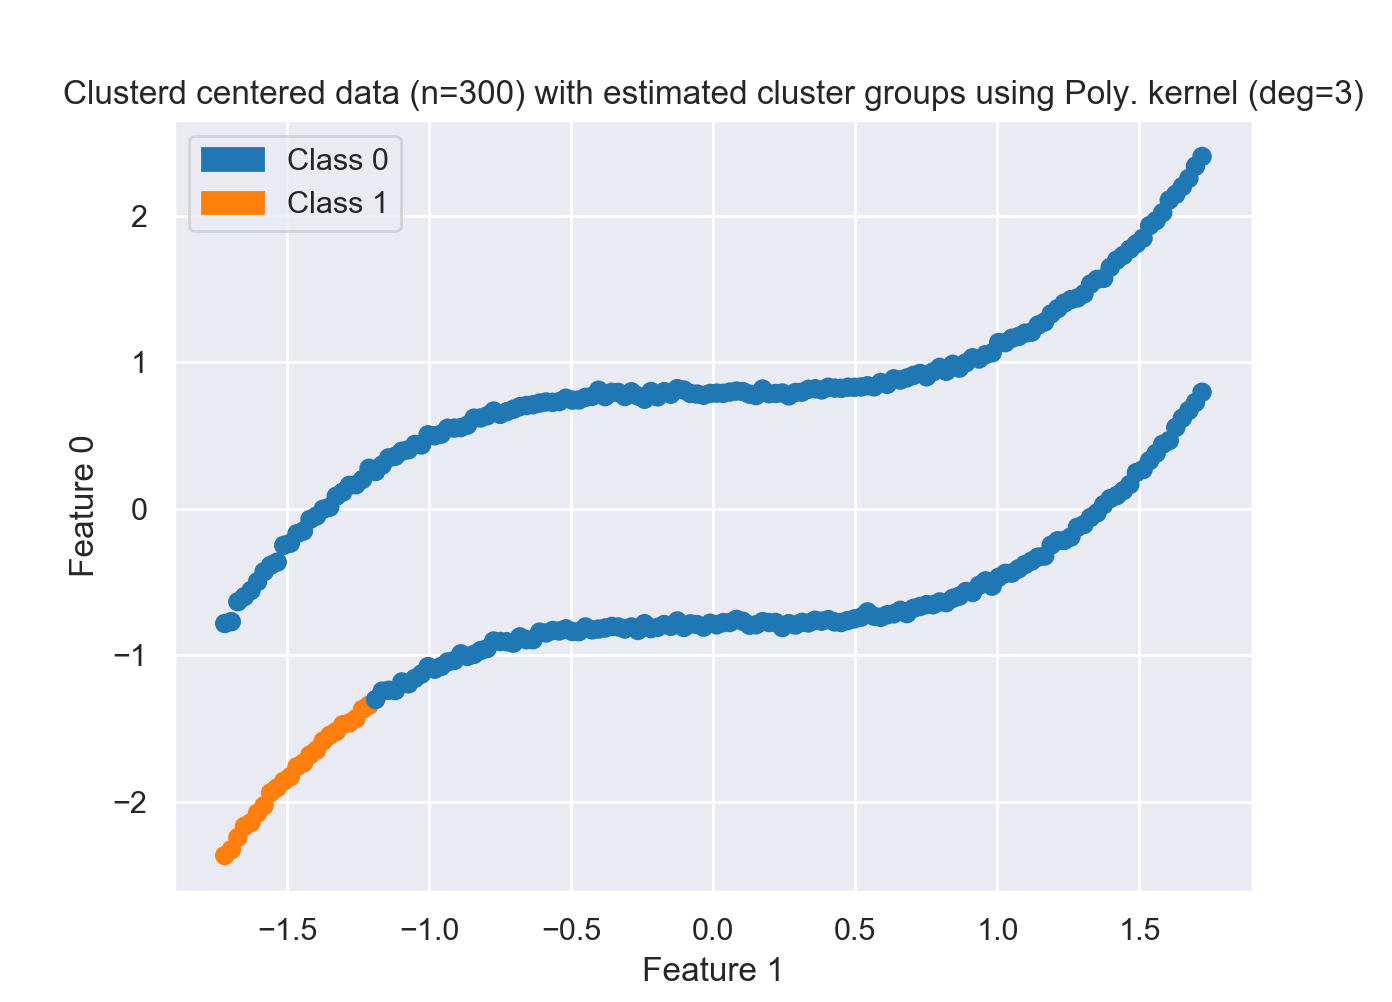 Clusterd centered data (n=300) with estimated cluster groups using Poly. kernel (deg=3)
Class 0
Class 1
2
1
0
−1
−2
Feature 0
−1.5 −1.0 −0.5 0.0 0.5 1.0 1.5
Feature 1